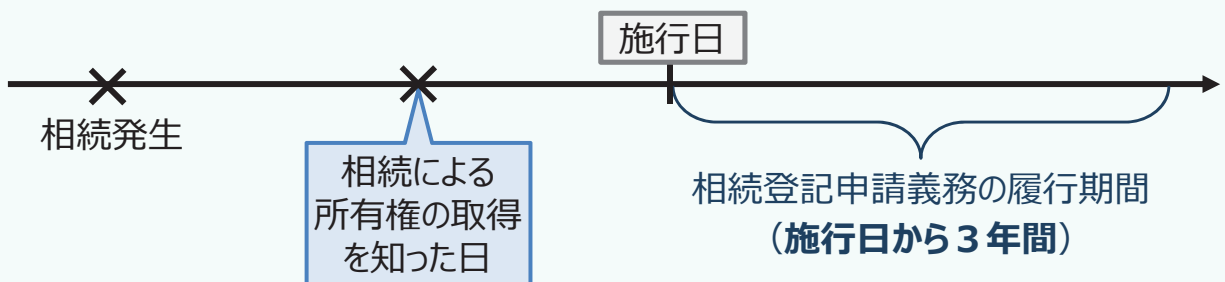 施行日
相続発生
相続による
所有権の取得
を知った日
相続登記申請義務の履行期間
（施行日から３年間）